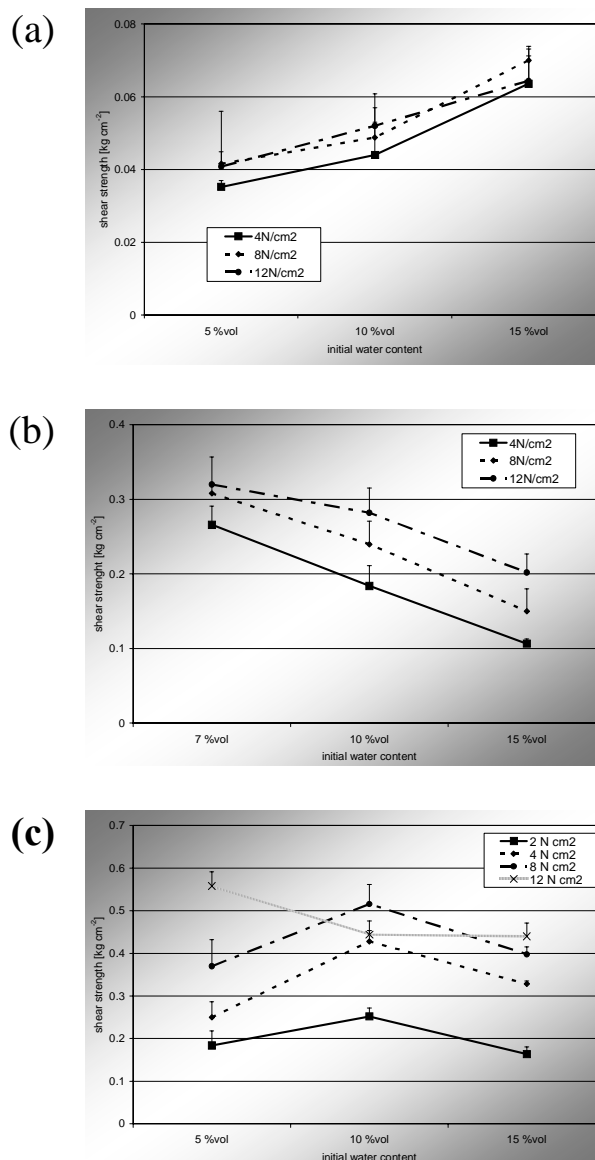 (a)
0.08
0.06
0.04
0.02
0
shear strength [kg cm-2]
4N/cm2
8N/cm2
12N/cm2
5 %vol 10 %vol 15 %vol
initial water content
(b)
0.4
0.3
0.2
0.1
0
shear strenght [kg cm-2]
4N/cm2
8N/cm2
12N/cm2
7 %vol 10 %vol 15 %vol
initial water content
(c)
0.7
0.6
0.5
0.4
0.3
0.2
0.1
0
shear strength [kg cm-2]
2 N cm2
4 N cm2
8 N cm2
12 N cm2
5 %vol 10 %vol 15 %vol
initial water content